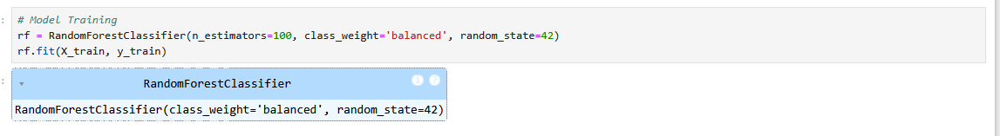 # Model Training
rf = RandomForestClassifier(n_estimators=100, class_weight='balanced', random_state=42)
rf.fit(X_train, y_train)
RandomForestClassifier
RandomForestClassifier(class_weight='balanced', random_state=42)